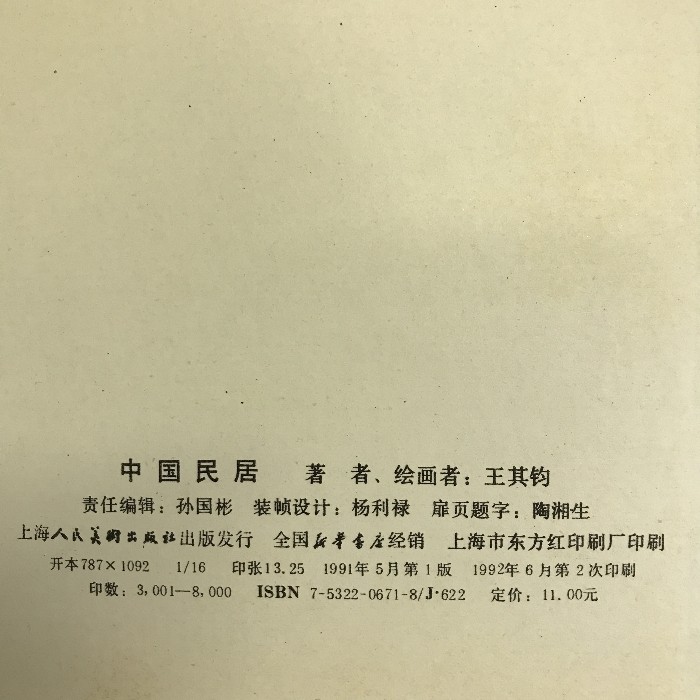 中国民居 著 者、绘画者：王其钧
责任编辑：孙国彬 装帧设计：杨利禄 扉页题字：陶湘生
上海人民美術出版社出版发行 全国新华書店经销 上海市东方红印刷厂印刷
开本787×1092 1/16 印张13.25 1991年5月第1版 1992年6月第2次印刷
印数：3,001—8,000 ISBN 7-5322-0671-8/J·622 定价：11.00元